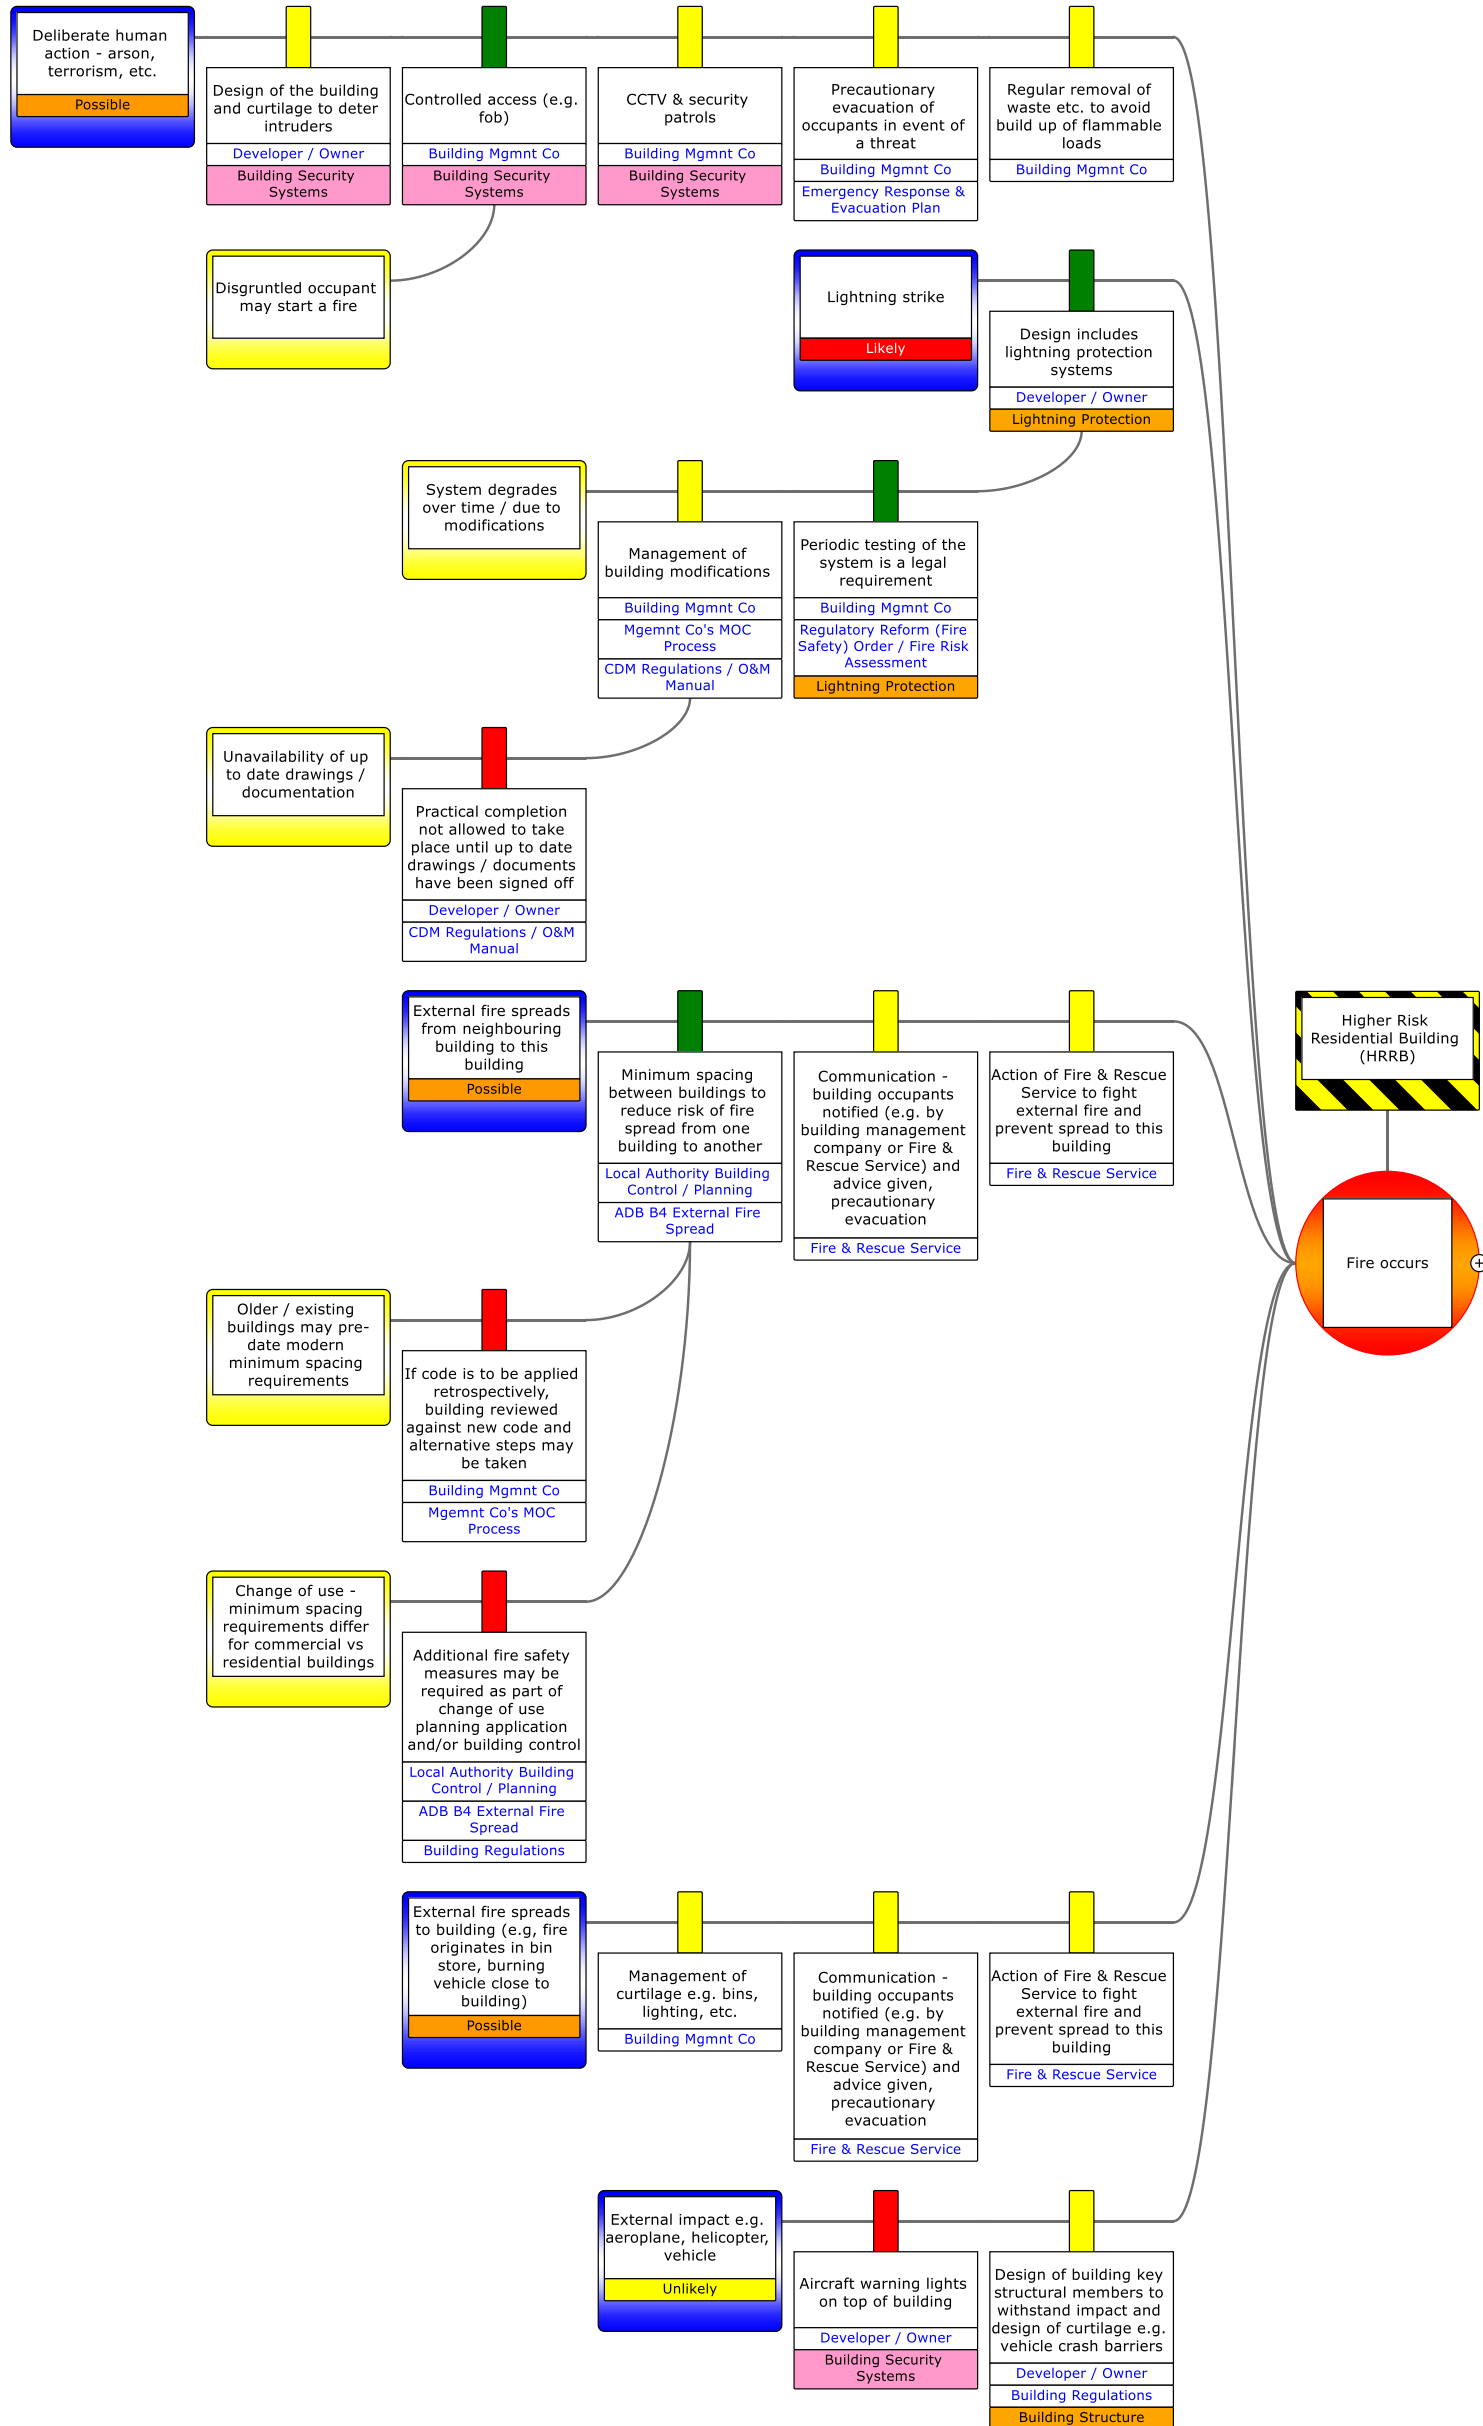 Deliberate human
action - arson,
terrorism, etc.
Possible
Design of the building
and curtilage to deter
intruders
Developer / Owner
Building Security
Systems
Controlled access (e.g.
fob)
Building Mgmnt Co
Building Security
Systems
CCTV & security
patrols
Building Mgmnt Co
Building Security
Systems
Precautionary
evacuation of
occupants in event of
a threat
Building Mgmnt Co
Emergency Response &
Evacuation Plan
Regular removal of
waste etc. to avoid
build up of flammable
loads
Building Mgmnt Co
Disgruntled occupant
may start a fire
Lightning strike
Likely
Design includes
lightning protection
systems
Developer / Owner
Lightning Protection
System degrades
over time / due to
modifications
Management of
building modifications
Building Mgmnt Co
Mgemnt Co's MOC
Process
CDM Regulations / O&M
Manual
Periodic testing of the
system is a legal
requirement
Building Mgmnt Co
Regulatory Reform (Fire
Safety) Order / Fire Risk
Assessment
Lightning Protection
Unavailability of up
to date drawings /
documentation
Practical completion
not allowed to take
place until up to date
drawings / documents
have been signed off
Developer / Owner
CDM Regulations / O&M
Manual
External fire spreads
from neighbouring
building to this
building
Possible
Minimum spacing
between buildings to
reduce risk of fire
spread from one
building to another
Local Authority Building
Control / Planning
ADB B4 External Fire
Spread
Communication -
building occupants
notified (e.g. by
building management
company or Fire &
Rescue Service) and
advice given,
precautionary
evacuation
Fire & Rescue Service
Action of Fire & Rescue
Service to fight
external fire and
prevent spread to this
building
Fire & Rescue Service
Higher Risk
Residential Building
(HRRB)
Fire occurs
+
Older / existing
buildings may pre-
date modern
minimum spacing
requirements
If code is to be applied
retrospectively,
building reviewed
against new code and
alternative steps may
be taken
Building Mgmnt Co
Mgemnt Co's MOC
Process
Change of use -
minimum spacing
requirements differ
for commercial vs
residential buildings
Additional fire safety
measures may be
required as part of
change of use
planning application
and/or building control
Local Authority Building
Control / Planning
ADB B4 External Fire
Spread
Building Regulations
External fire spreads
to building (e.g, fire
originates in bin
store, burning
vehicle close to
building)
Possible
Management of
curtilage e.g. bins,
lighting, etc.
Building Mgmnt Co
Communication -
building occupants
notified (e.g. by
building management
company or Fire &
Rescue Service) and
advice given,
precautionary
evacuation
Fire & Rescue Service
Action of Fire & Rescue
Service to fight
external fire and
prevent spread to this
building
Fire & Rescue Service
External impact e.g.
aeroplane, helicopter,
vehicle
Unlikely
Aircraft warning lights
on top of building
Developer / Owner
Building Security
Systems
Design of building key
structural members to
withstand impact and
design of curtilage e.g.
vehicle crash barriers
Developer / Owner
Building Regulations
Building Structure